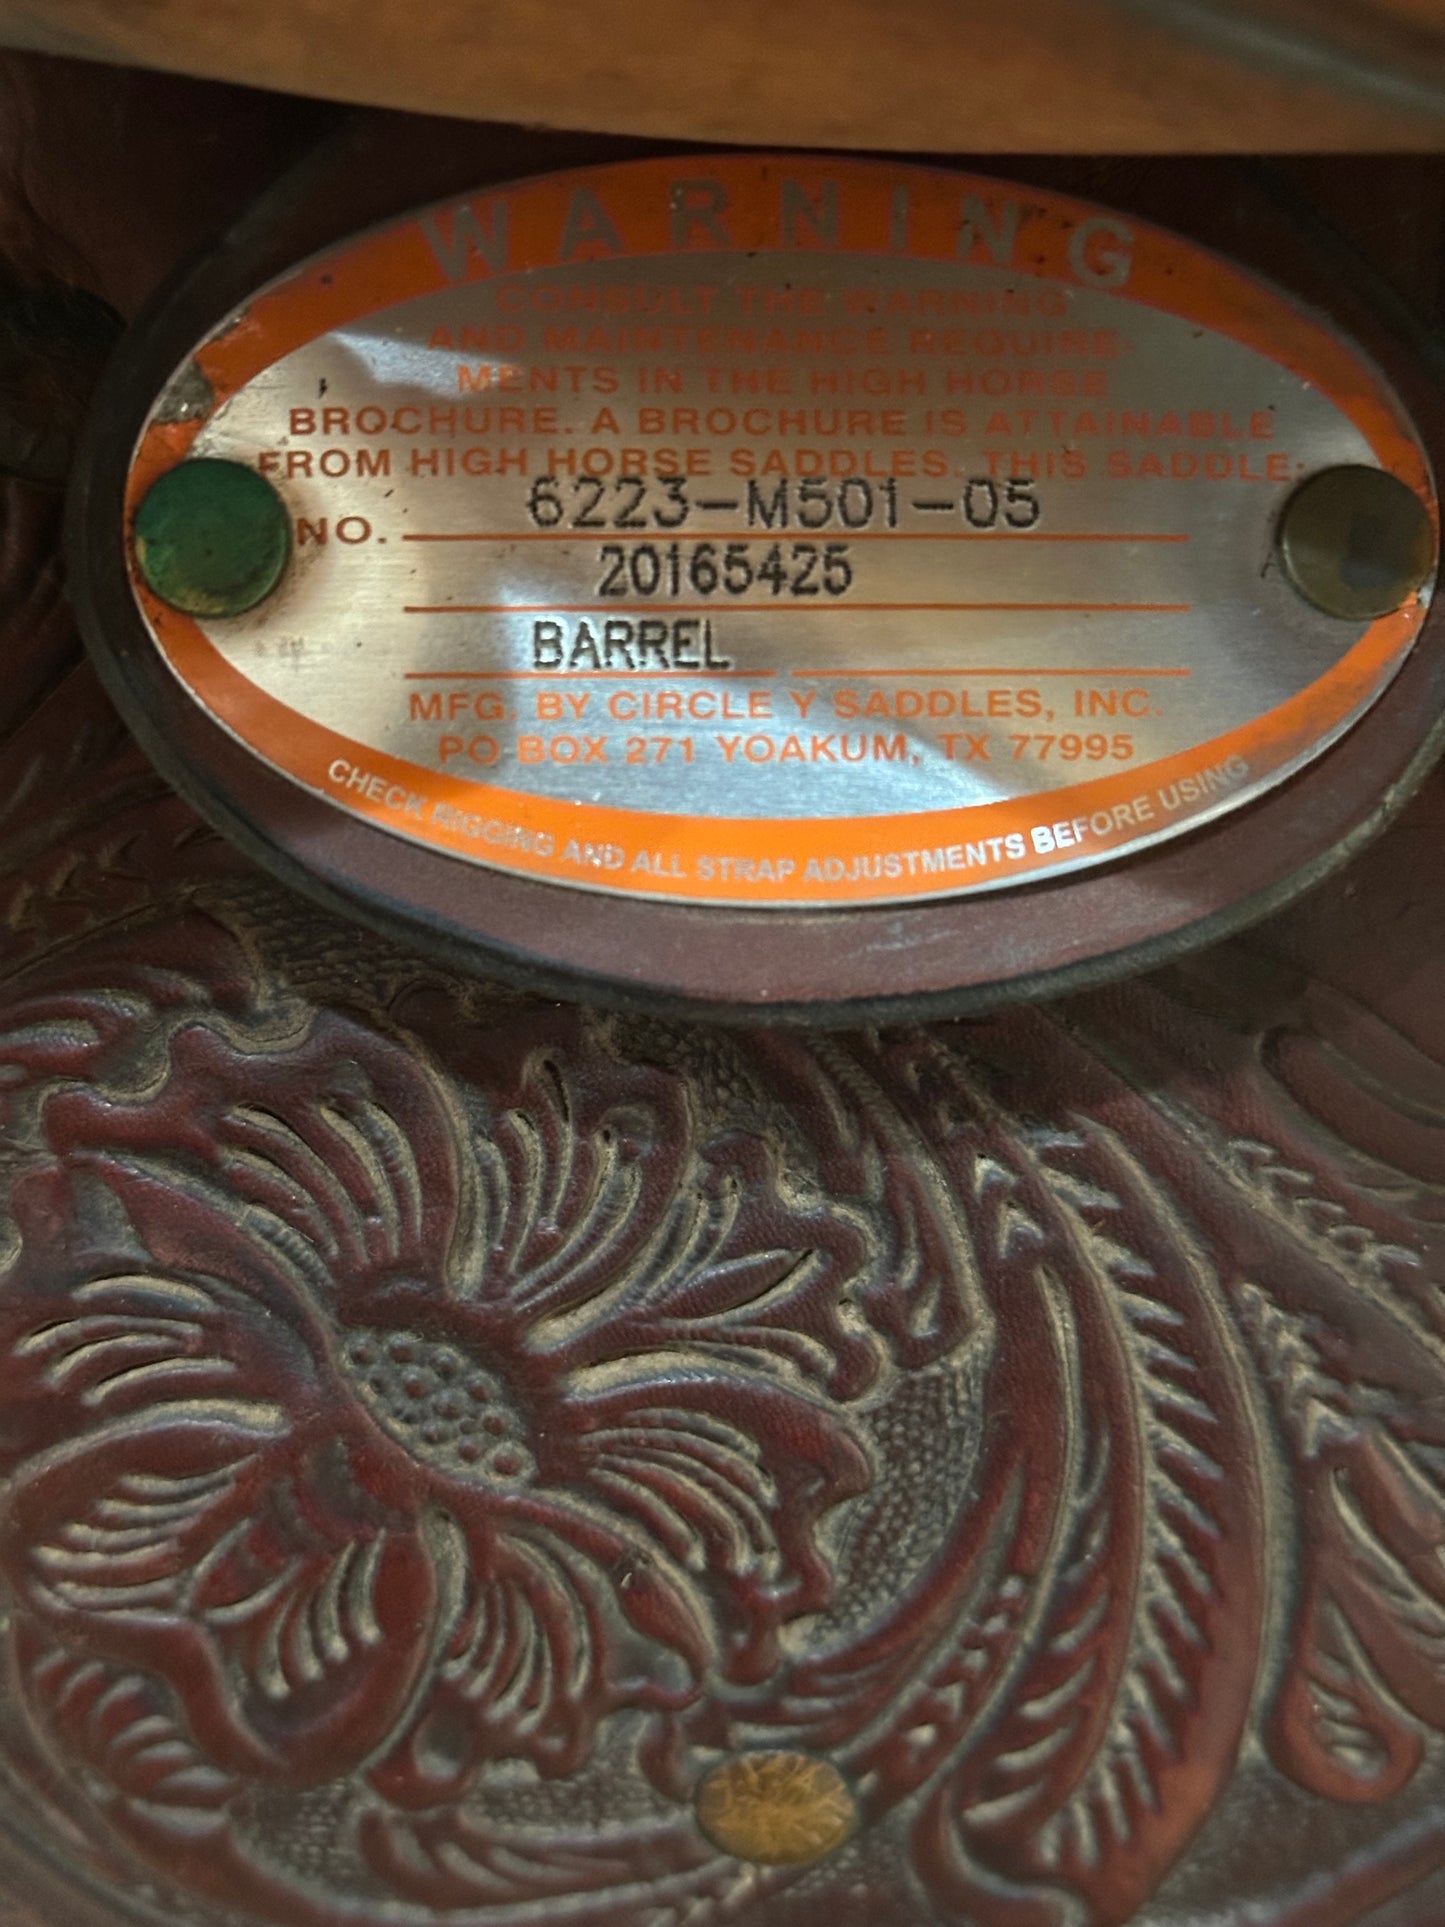 WARNING
CONSULT THE WARNING
AND MAINTENANCE REQUIRE-
MENTS IN THE HIGH HORSE
BROCHURE. A BROCHURE IS ATTAINABLE
FROM HIGH HORSE SADDLES. THIS SADDLE.
NO. 6223-M501-05
20165425
BARREL
MFG. BY CIRCLE Y SADDLES, INC.
PO BOX 271 YOAKUM, TX 77995
CHECK RIGGING AND ALL STRAP ADJUSTMENTS BEFORE USING